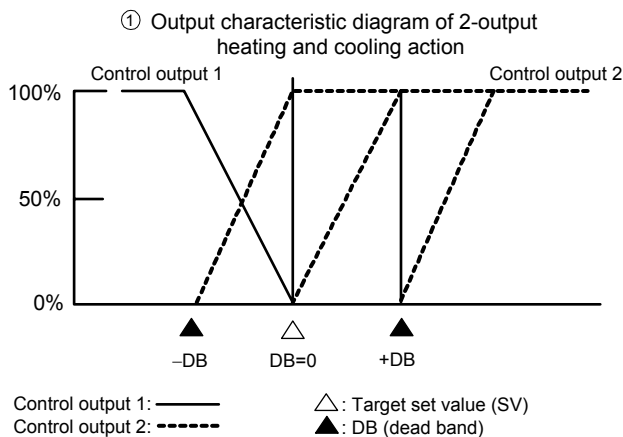 ① Output characteristic diagram of 2-output
heating and cooling action
Control output 1
Control output 2
100%
50%
0%
−DB
DB=0
+DB
Control output 1:
△: Target set value (SV)
Control output 2:
▲: DB (dead band)